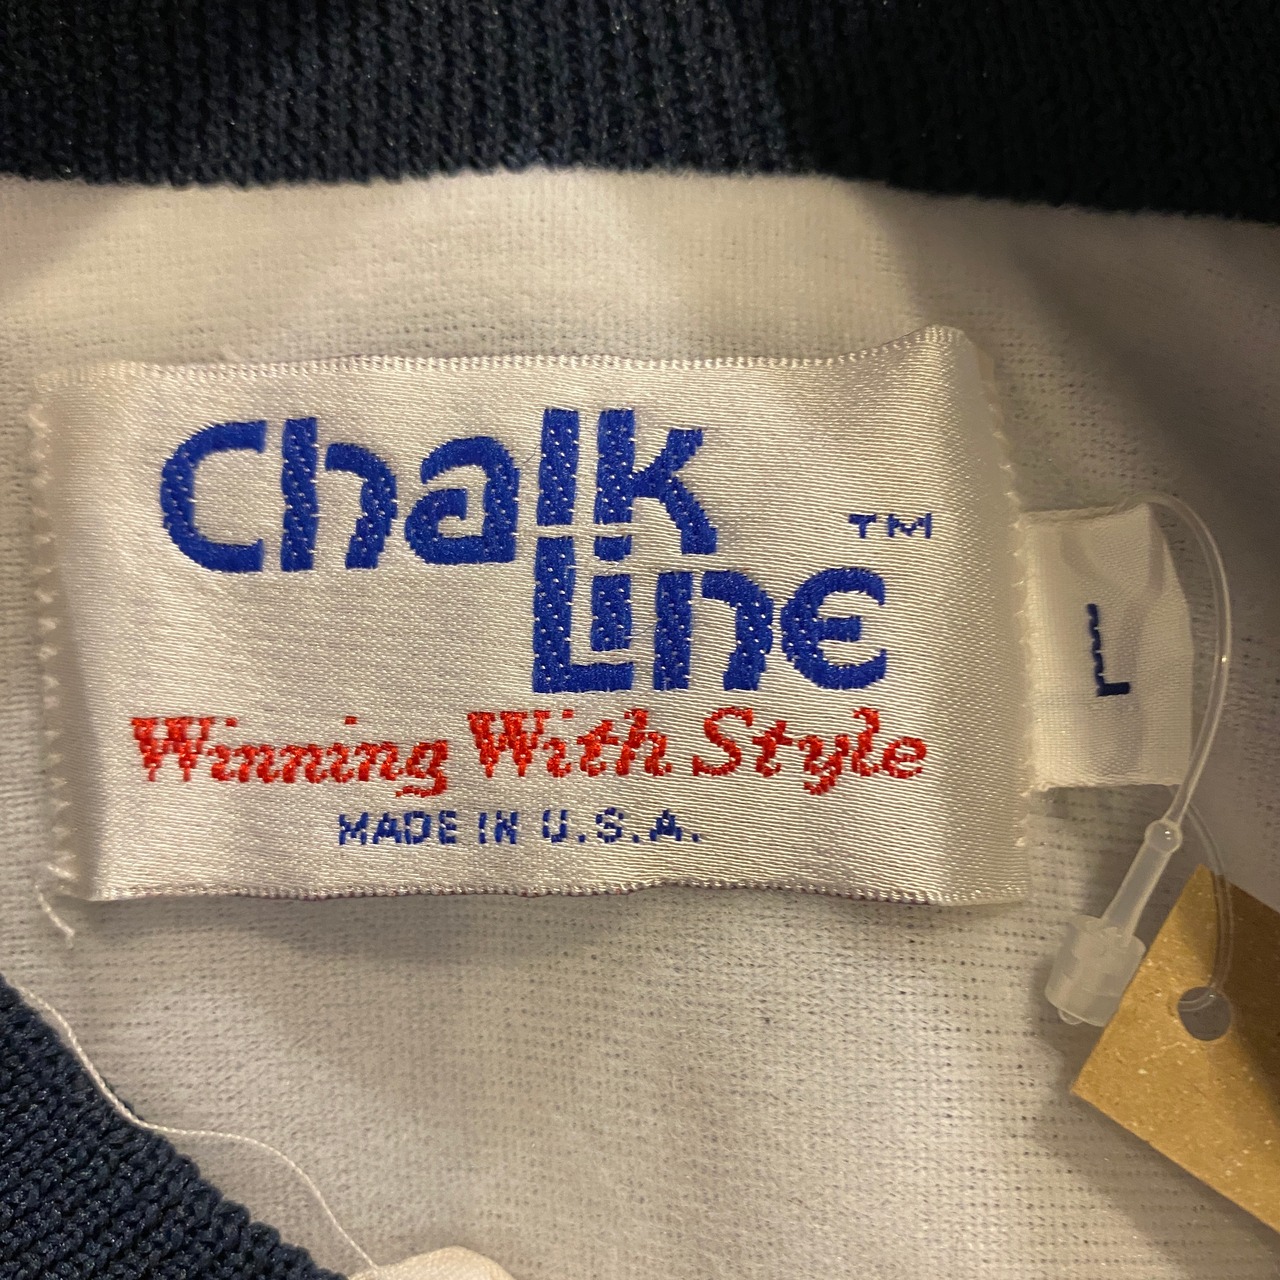 Chalk
Line ™
Winning With Style
MADE IN U.S.A.
L